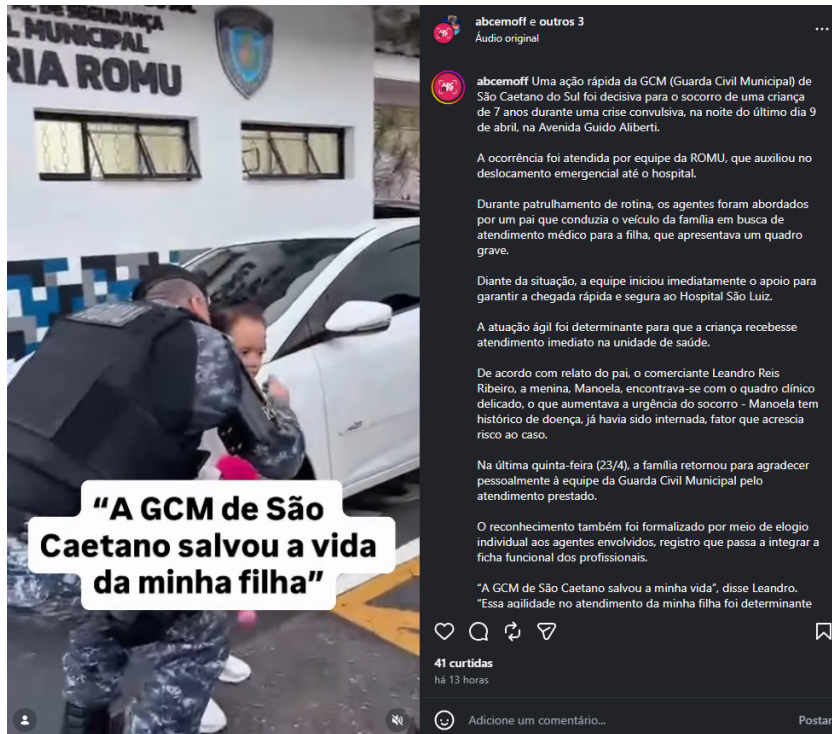 DE SEGURANÇA
L MUNICIPAL
RIA ROMU
“A GCM de São
Caetano salvou a vida
da minha filha”
abcemoff e outros 3
Áudio original
abcemoff Uma ação rápida da GCM (Guarda Civil Municipal) de
São Caetano do Sul foi decisiva para o socorro de uma criança
de 7 anos durante uma crise convulsiva, na noite do último dia 9
de abril, na Avenida Guido Aliberti.
A ocorrência foi atendida por equipe da ROMU, que auxiliou no
deslocamento emergencial até o hospital.
Durante patrulhamento de rotina, os agentes foram abordados
por um pai que conduzia o veículo da família em busca de
atendimento médico para a filha, que apresentava um quadro
grave.
Diante da situação, a equipe iniciou imediatamente o apoio para
garantir a chegada rápida e segura ao Hospital São Luiz.
A atuação ágil foi determinante para que a criança recebesse
atendimento imediato na unidade de saúde.
De acordo com relato do pai, o comerciante Leandro Reis
Ribeiro, a menina, Manoela, encontrava-se com o quadro clínico
delicado, o que aumentava a urgência do socorro - Manoela tem
histórico de doença, já havia sido internada, fator que acrescia
risco ao caso.
Na última quinta-feira (23/4), a família retornou para agradecer
pessoalmente à equipe da Guarda Civil Municipal pelo
atendimento prestado.
O reconhecimento também foi formalizado por meio de elogio
individual aos agentes envolvidos, registro que passa a integrar a
ficha funcional dos profissionais.
“A GCM de São Caetano salvou a minha vida”, disse Leandro.
“Essa agilidade no atendimento da minha filha foi determinante
41 curtidas
há 13 horas
Adicione um comentário...
Postar